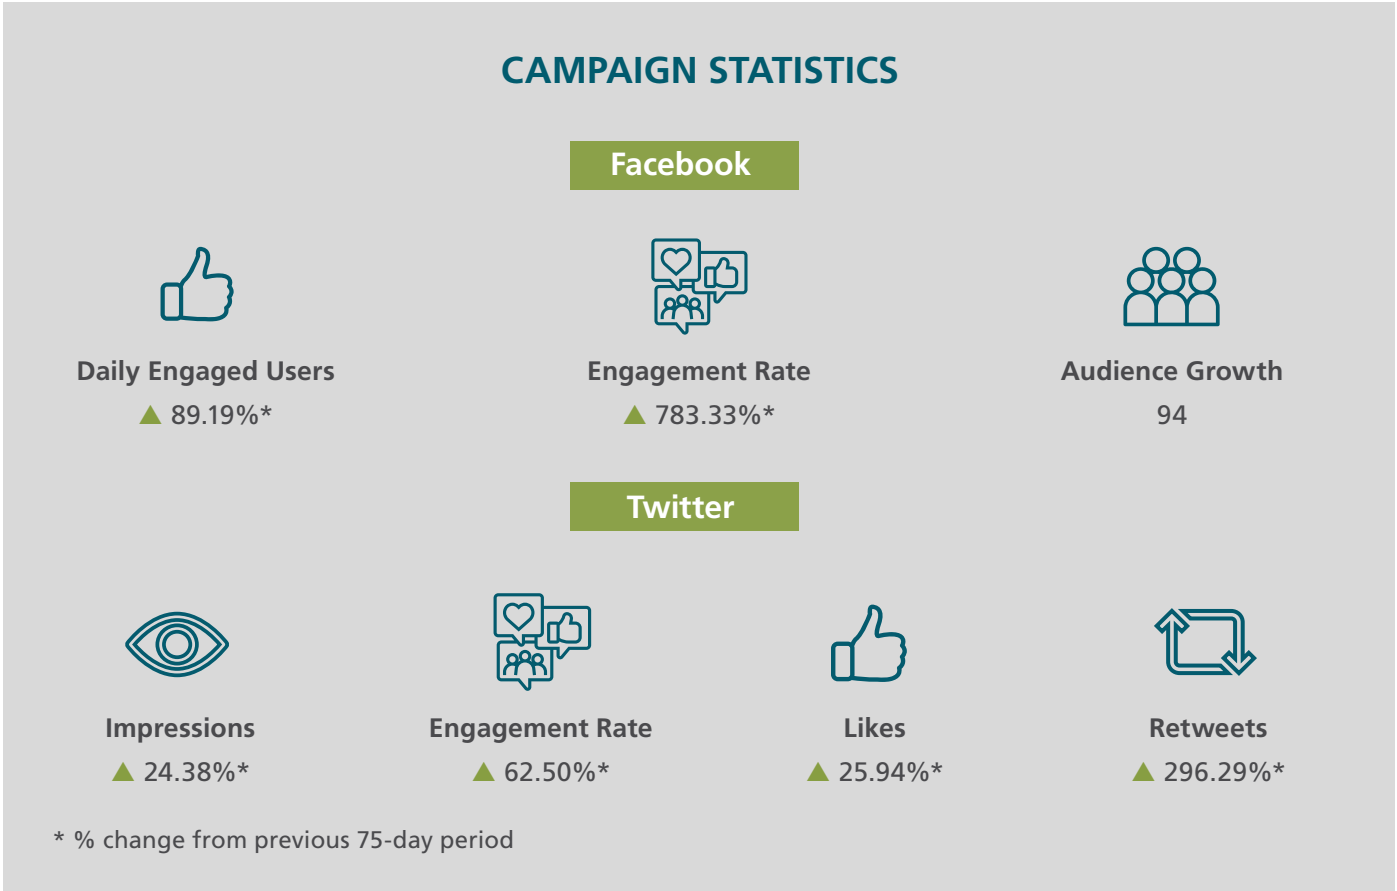 CAMPAIGN STATISTICS
Facebook
Daily Engaged Users
▲ 89.19%*
Engagement Rate
▲ 783.33%*
Audience Growth
94
Twitter
Impressions
▲ 24.38%*
Engagement Rate
▲ 62.50%*
Likes
▲ 25.94%*
Retweets
▲ 296.29%*
* % change from previous 75-day period